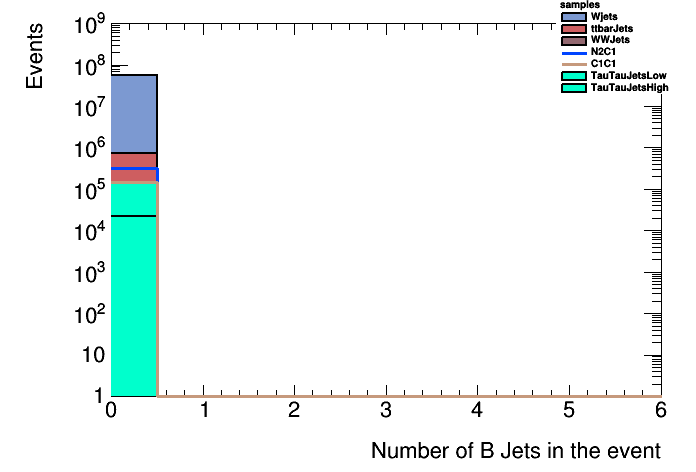 samples
Wjets
ttbarJets
WWJets
N2C1
C1C1
TauTauJetsLow
TauTauJetsHigh
Events
10⁹
10⁸
10⁷
10⁶
10⁵
10⁴
10³
10²
10
1
0 1 2 3 4 5 6
Number of B Jets in the event